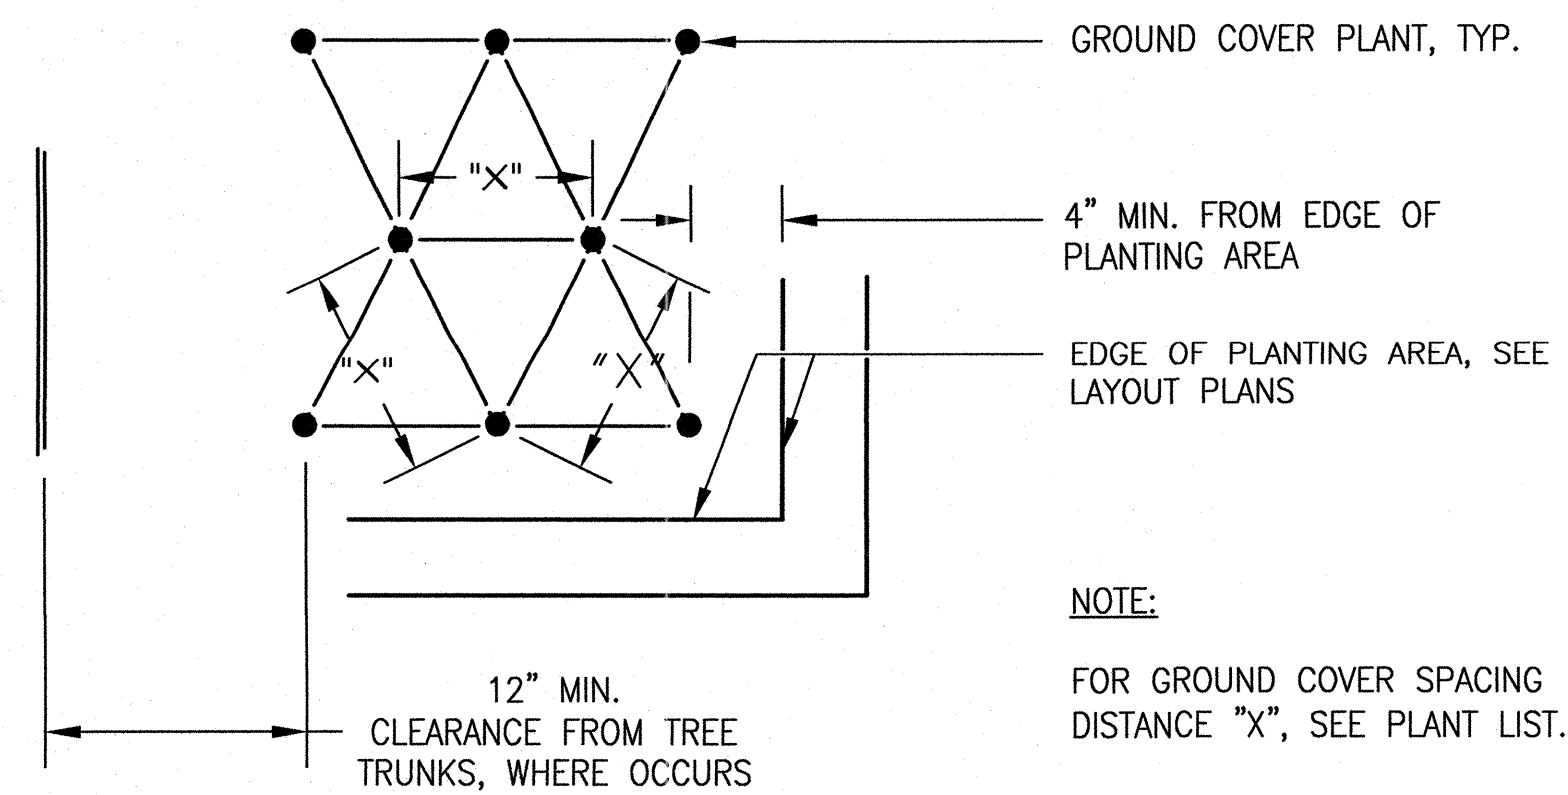 GROUND COVER PLANT, TYP.
"X"
4" MIN. FROM EDGE OF
PLANTING AREA
"X"
"X"
EDGE OF PLANTING AREA, SEE
LAYOUT PLANS
NOTE:
FOR GROUND COVER SPACING
DISTANCE "X", SEE PLANT LIST.
12" MIN.
CLEARANCE FROM TREE
TRUNKS, WHERE OCCURS